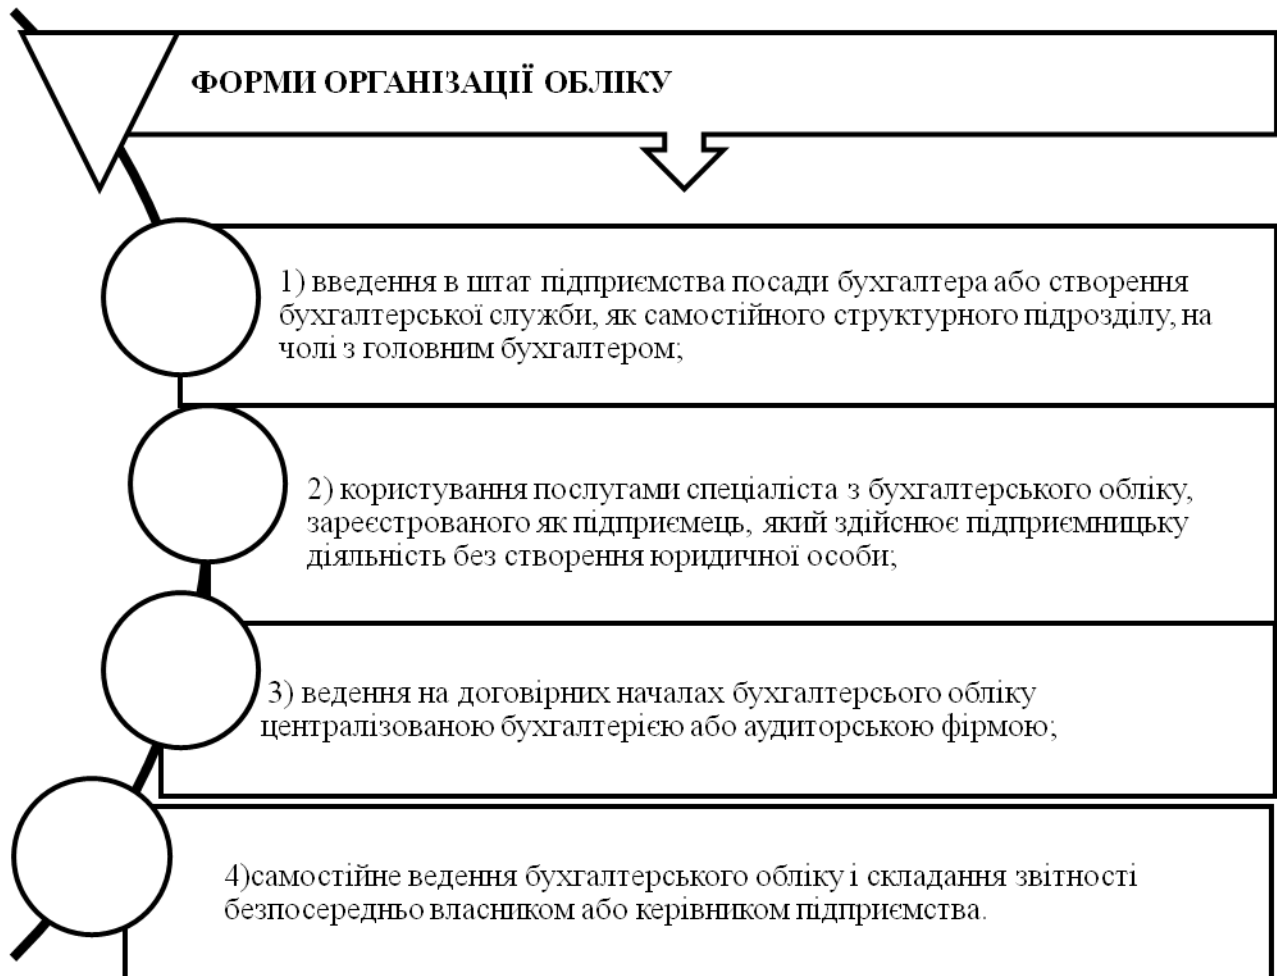 ФОРМИ ОРГАНІЗАЦІЇ ОБЛІКУ
1) введення в штат підприємства посади бухгалтера або створення
бухгалтерської служби, як самостійного структурного підрозділу, на
чолі з головним бухгалтером;
2) користування послугами спеціаліста з бухгалтерського обліку,
зареєстрованого як підприємець, який здійснює підприємницьку
діяльність без створення юридичної особи;
3) ведення на договірних началах бухгалтерсього обліку
централізованою бухгалтерією або аудиторською фірмою;
4)самостійне ведення бухгалтерського обліку і складання звітності
безпосередньо власником або керівником підприємства.